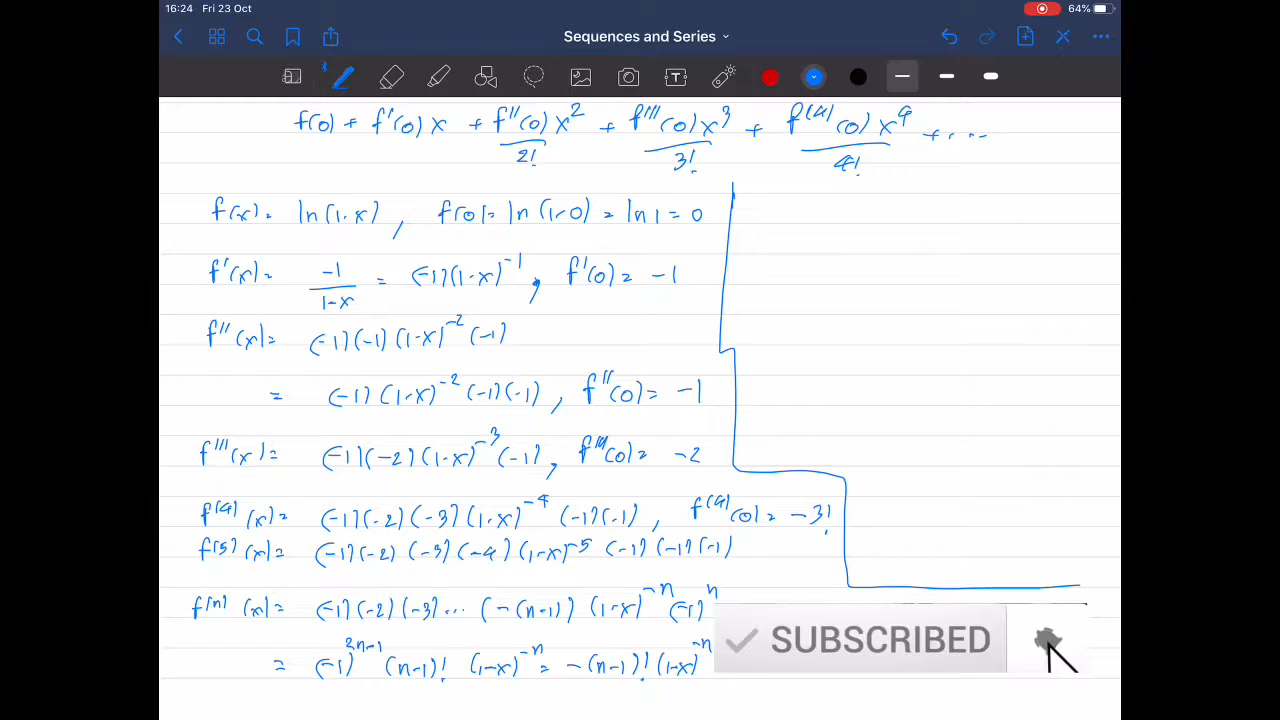 16:24 Fri 23 Oct 64%
Sequences and Series
f(0) + f'(0)x + f''(0)x^2/2! + f'''(0)x^3/3! + f^(4)(0)x^4/4! + ...
f(x) = ln(1-x), f(0) = ln(1-0) = ln 1 = 0
f'(x) = -1/(1-x) = (-1)(1-x)^-1, f'(0) = -1
f''(x) = (-1)(-1)(1-x)^-2(-1)
= (-1)(1-x)^-2(-1)(-1), f''(0) = -1
f'''(x) = (-1)(-2)(1-x)^-3(-1), f'''(0) = -2
f^(4)(x) = (-1)(-2)(-3)(1-x)^-4(-1)(-1), f^(4)(0) = -3!
f^(5)(x) = (-1)(-2)(-3)(-4)(1-x)^-5(-1)(-1)(-1)
f^(n)(x) = (-1)(-2)(-3)...(-(n-1))(1-x)^-n(-1)^n
= (-1)^2n-1(n-1)!(1-x)^-n = -(n-1)!(1-x)^-n
SUBSCRIBED